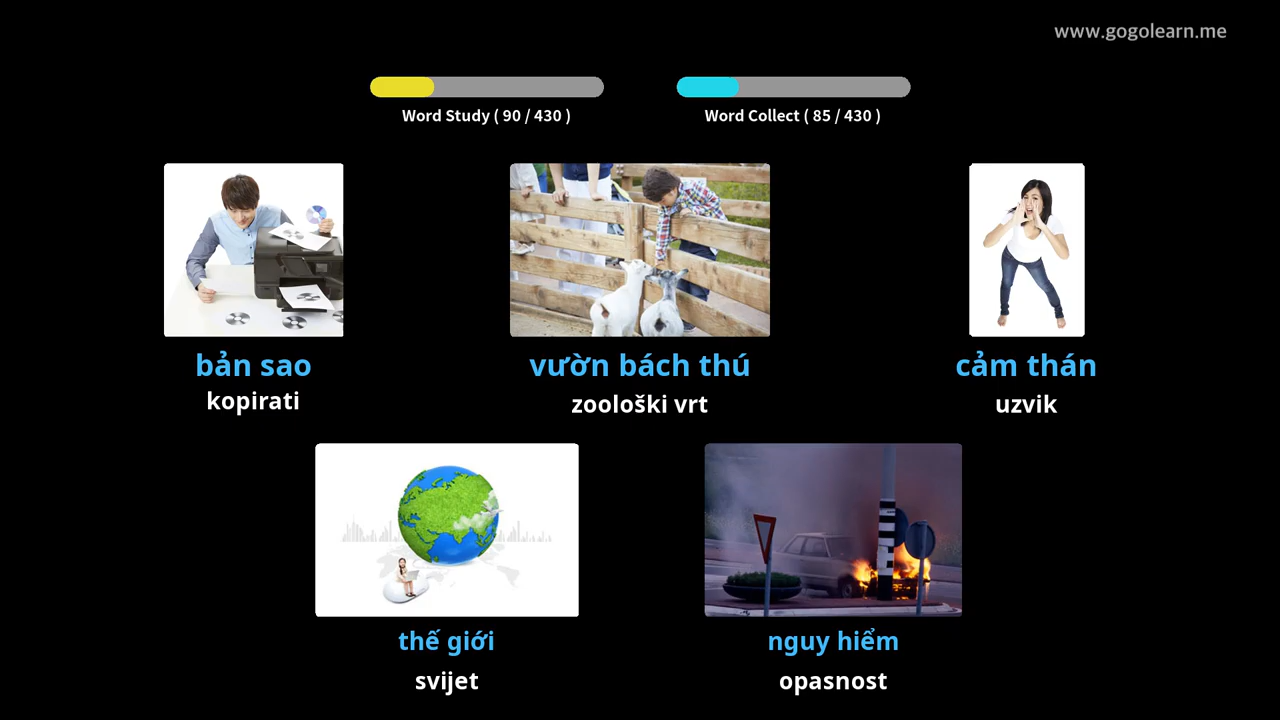 www.gogolearn.me
Word Study ( 90 / 430 )
Word Collect ( 85 / 430 )
bản sao
kopirati
vườn bách thú
zoološki vrt
cảm thán
uzvik
thế giới
svijet
nguy hiểm
opasnost